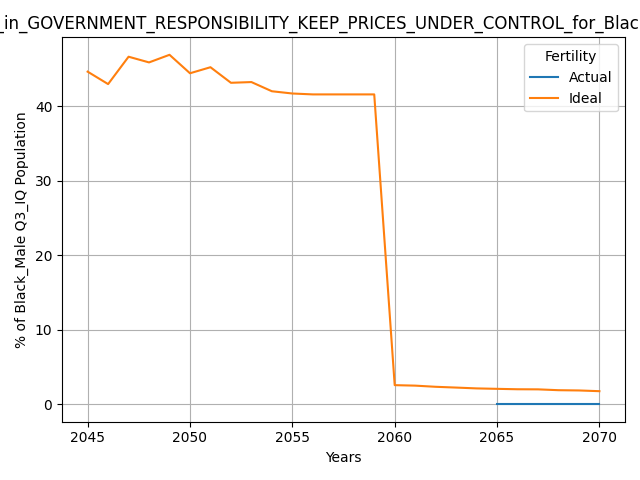 _in_GOVERNMENT_RESPONSIBILITY_KEEP_PRICES_UNDER_CONTROL_for_Blac
Fertility
Actual
Ideal
% of Black_Male Q3_IQ Population
40
30
20
10
0
2045 2050 2055 2060 2065 2070
Years